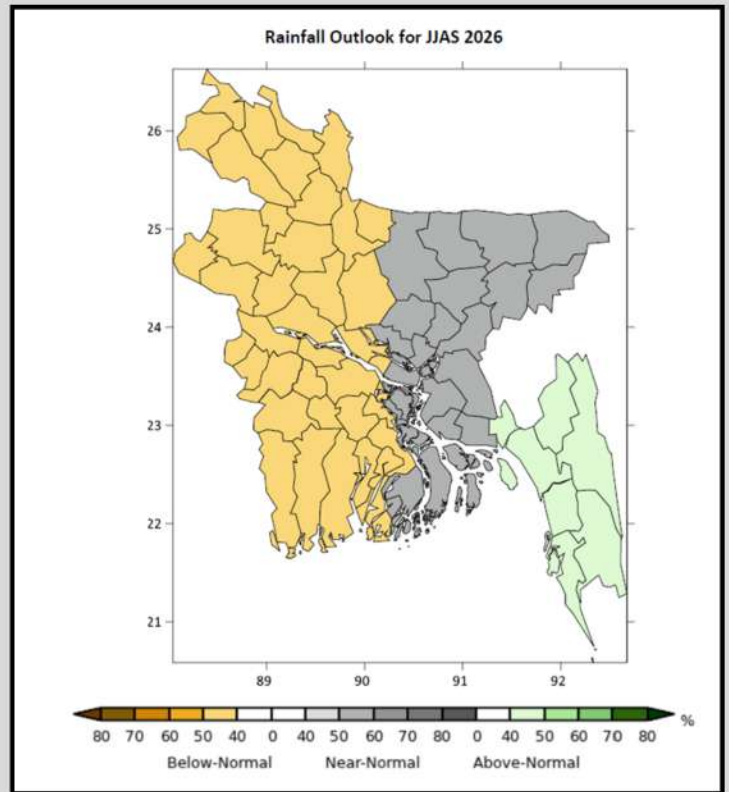 Rainfall Outlook for JJAS 2026
26
25
24
23
22
21
89 90 91 92
80 70 60 50 40 0 40 50 60 70 80 0 40 50 60 70 80 %
Below-Normal Near-Normal Above-Normal